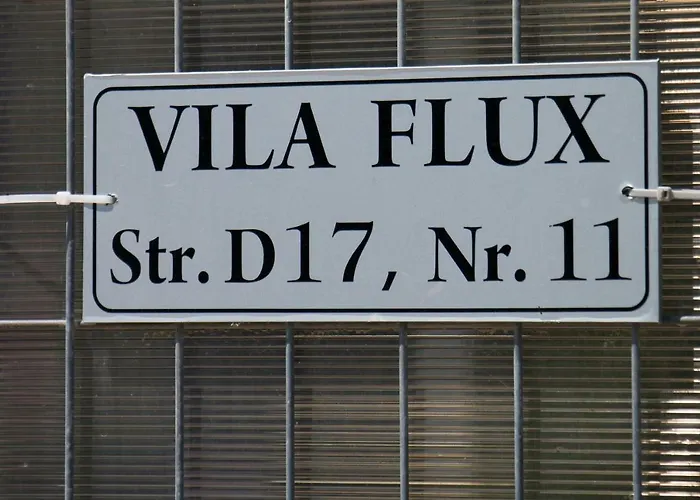 VILA FLUX
Str. D17, Nr. 11